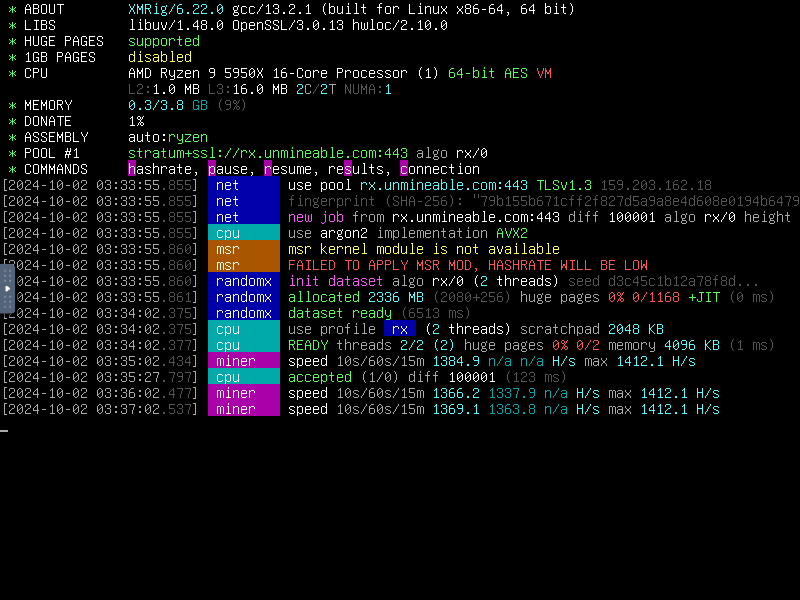 * ABOUT XMRig/6.22.0 gcc/13.2.1 (built for Linux x86-64, 64 bit)
* LIBS libuv/1.48.0 OpenSSL/3.0.13 hwloc/2.10.0
* HUGE PAGES supported
* 1GB PAGES disabled
* CPU AMD Ryzen 9 5950X 16-Core Processor (1) 64-bit AES VM
L2:1.0 MB L3:16.0 MB 2C/2T NUMA:1
* MEMORY 0.3/3.8 GB (9%)
* DONATE 1%
* ASSEMBLY auto:ryzen
* POOL #1 stratum+ssl://rx.unmineable.com:443 algo rx/0
* COMMANDS hashrate, pause, resume, results, connection
[2024-10-02 03:33:55.855] net use pool rx.unmineable.com:443 TLSv1.3 159.203.162.18
[2024-10-02 03:33:55.855] net fingerprint (SHA-256): "79b155b671cff2f827d5a9a8e4d608e0194b6479
[2024-10-02 03:33:55.855] net new job from rx.unmineable.com:443 diff 100001 algo rx/0 height
[2024-10-02 03:33:55.855] cpu use argon2 implementation AVX2
[2024-10-02 03:33:55.860] msr msr kernel module is not available
[2024-10-02 03:33:55.860] msr FAILED TO APPLY MSR MOD, HASHRATE WILL BE LOW
[2024-10-02 03:33:55.860] randomx init dataset algo rx/0 (2 threads) seed d3c45c1b12a78f8d...
[2024-10-02 03:33:55.861] randomx allocated 2336 MB (2080+256) huge pages 0% 0/1168 +JIT (0 ms)
[2024-10-02 03:34:02.375] randomx dataset ready (6513 ms)
[2024-10-02 03:34:02.375] cpu use profile rx (2 threads) scratchpad 2048 KB
[2024-10-02 03:34:02.377] cpu READY threads 2/2 (2) huge pages 0% 0/2 memory 4096 KB (1 ms)
[2024-10-02 03:35:02.434] miner speed 10s/60s/15m 1384.9 n/a n/a H/s max 1412.1 H/s
[2024-10-02 03:35:27.797] cpu accepted (1/0) diff 100001 (123 ms)
[2024-10-02 03:36:02.477] miner speed 10s/60s/15m 1366.2 1337.9 n/a H/s max 1412.1 H/s
[2024-10-02 03:37:02.537] miner speed 10s/60s/15m 1369.1 1363.8 n/a H/s max 1412.1 H/s